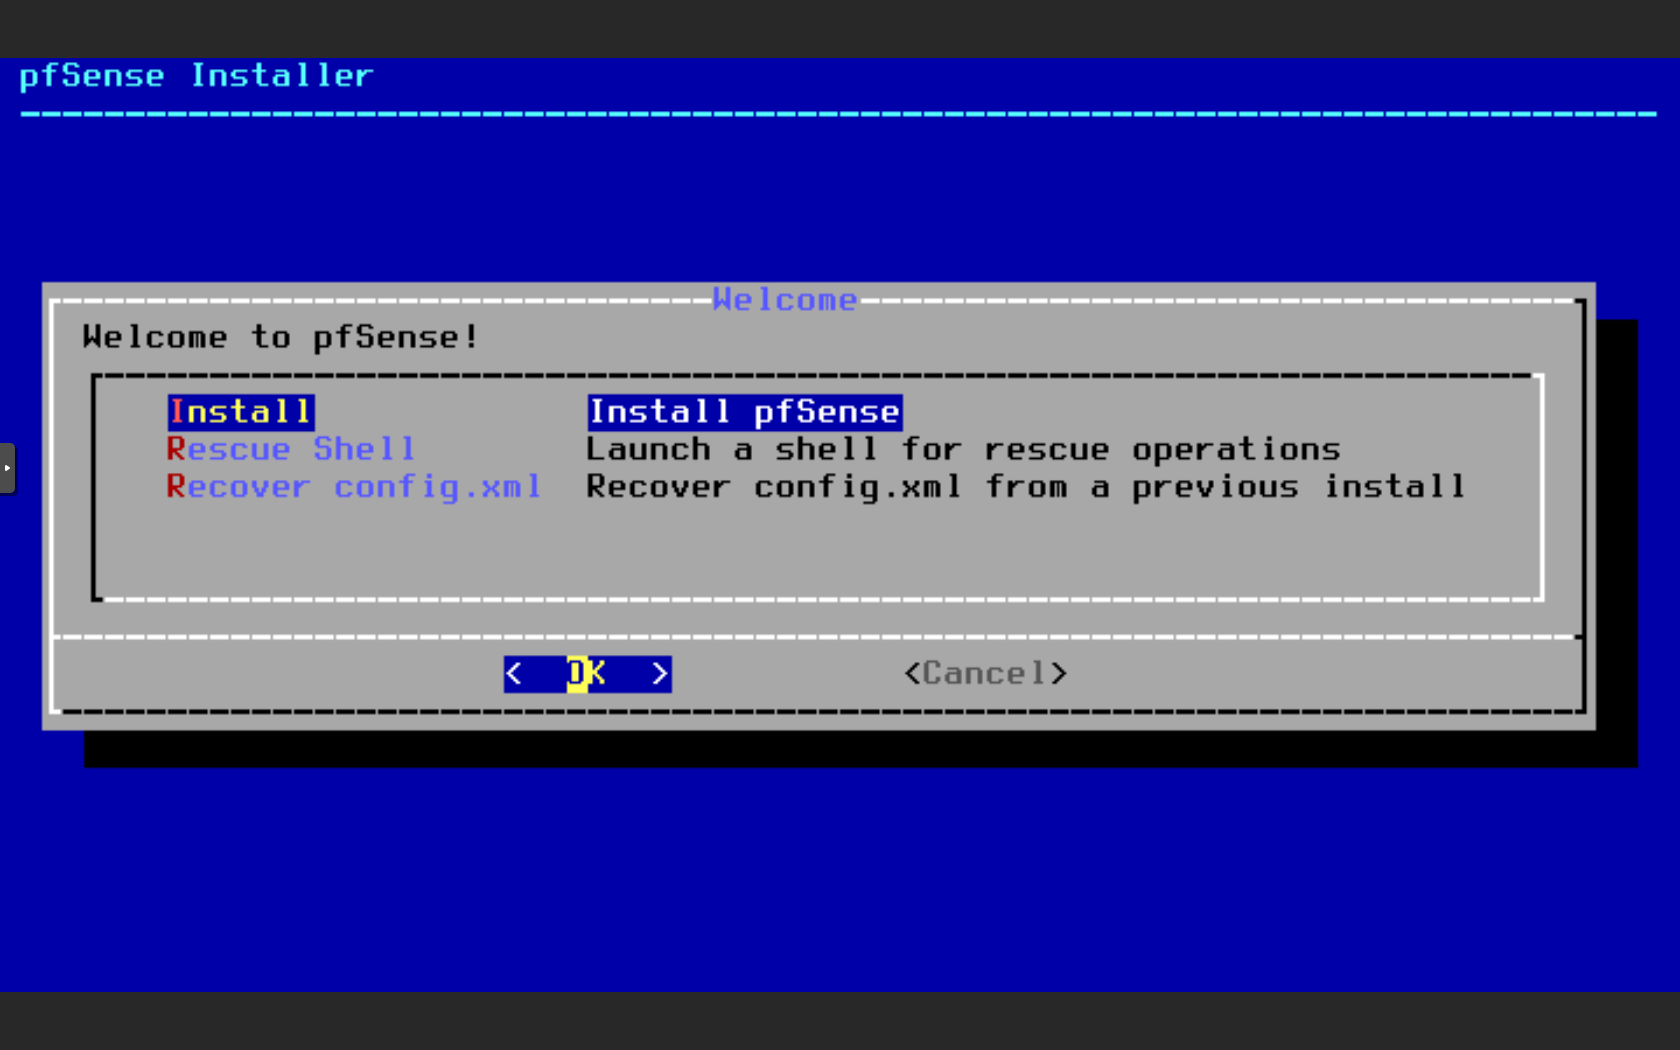 pfSense Installer
Welcome
Welcome to pfSense!
Install Install pfSense
Rescue Shell Launch a shell for rescue operations
Recover config.xml Recover config.xml from a previous install
< OK > <Cancel>